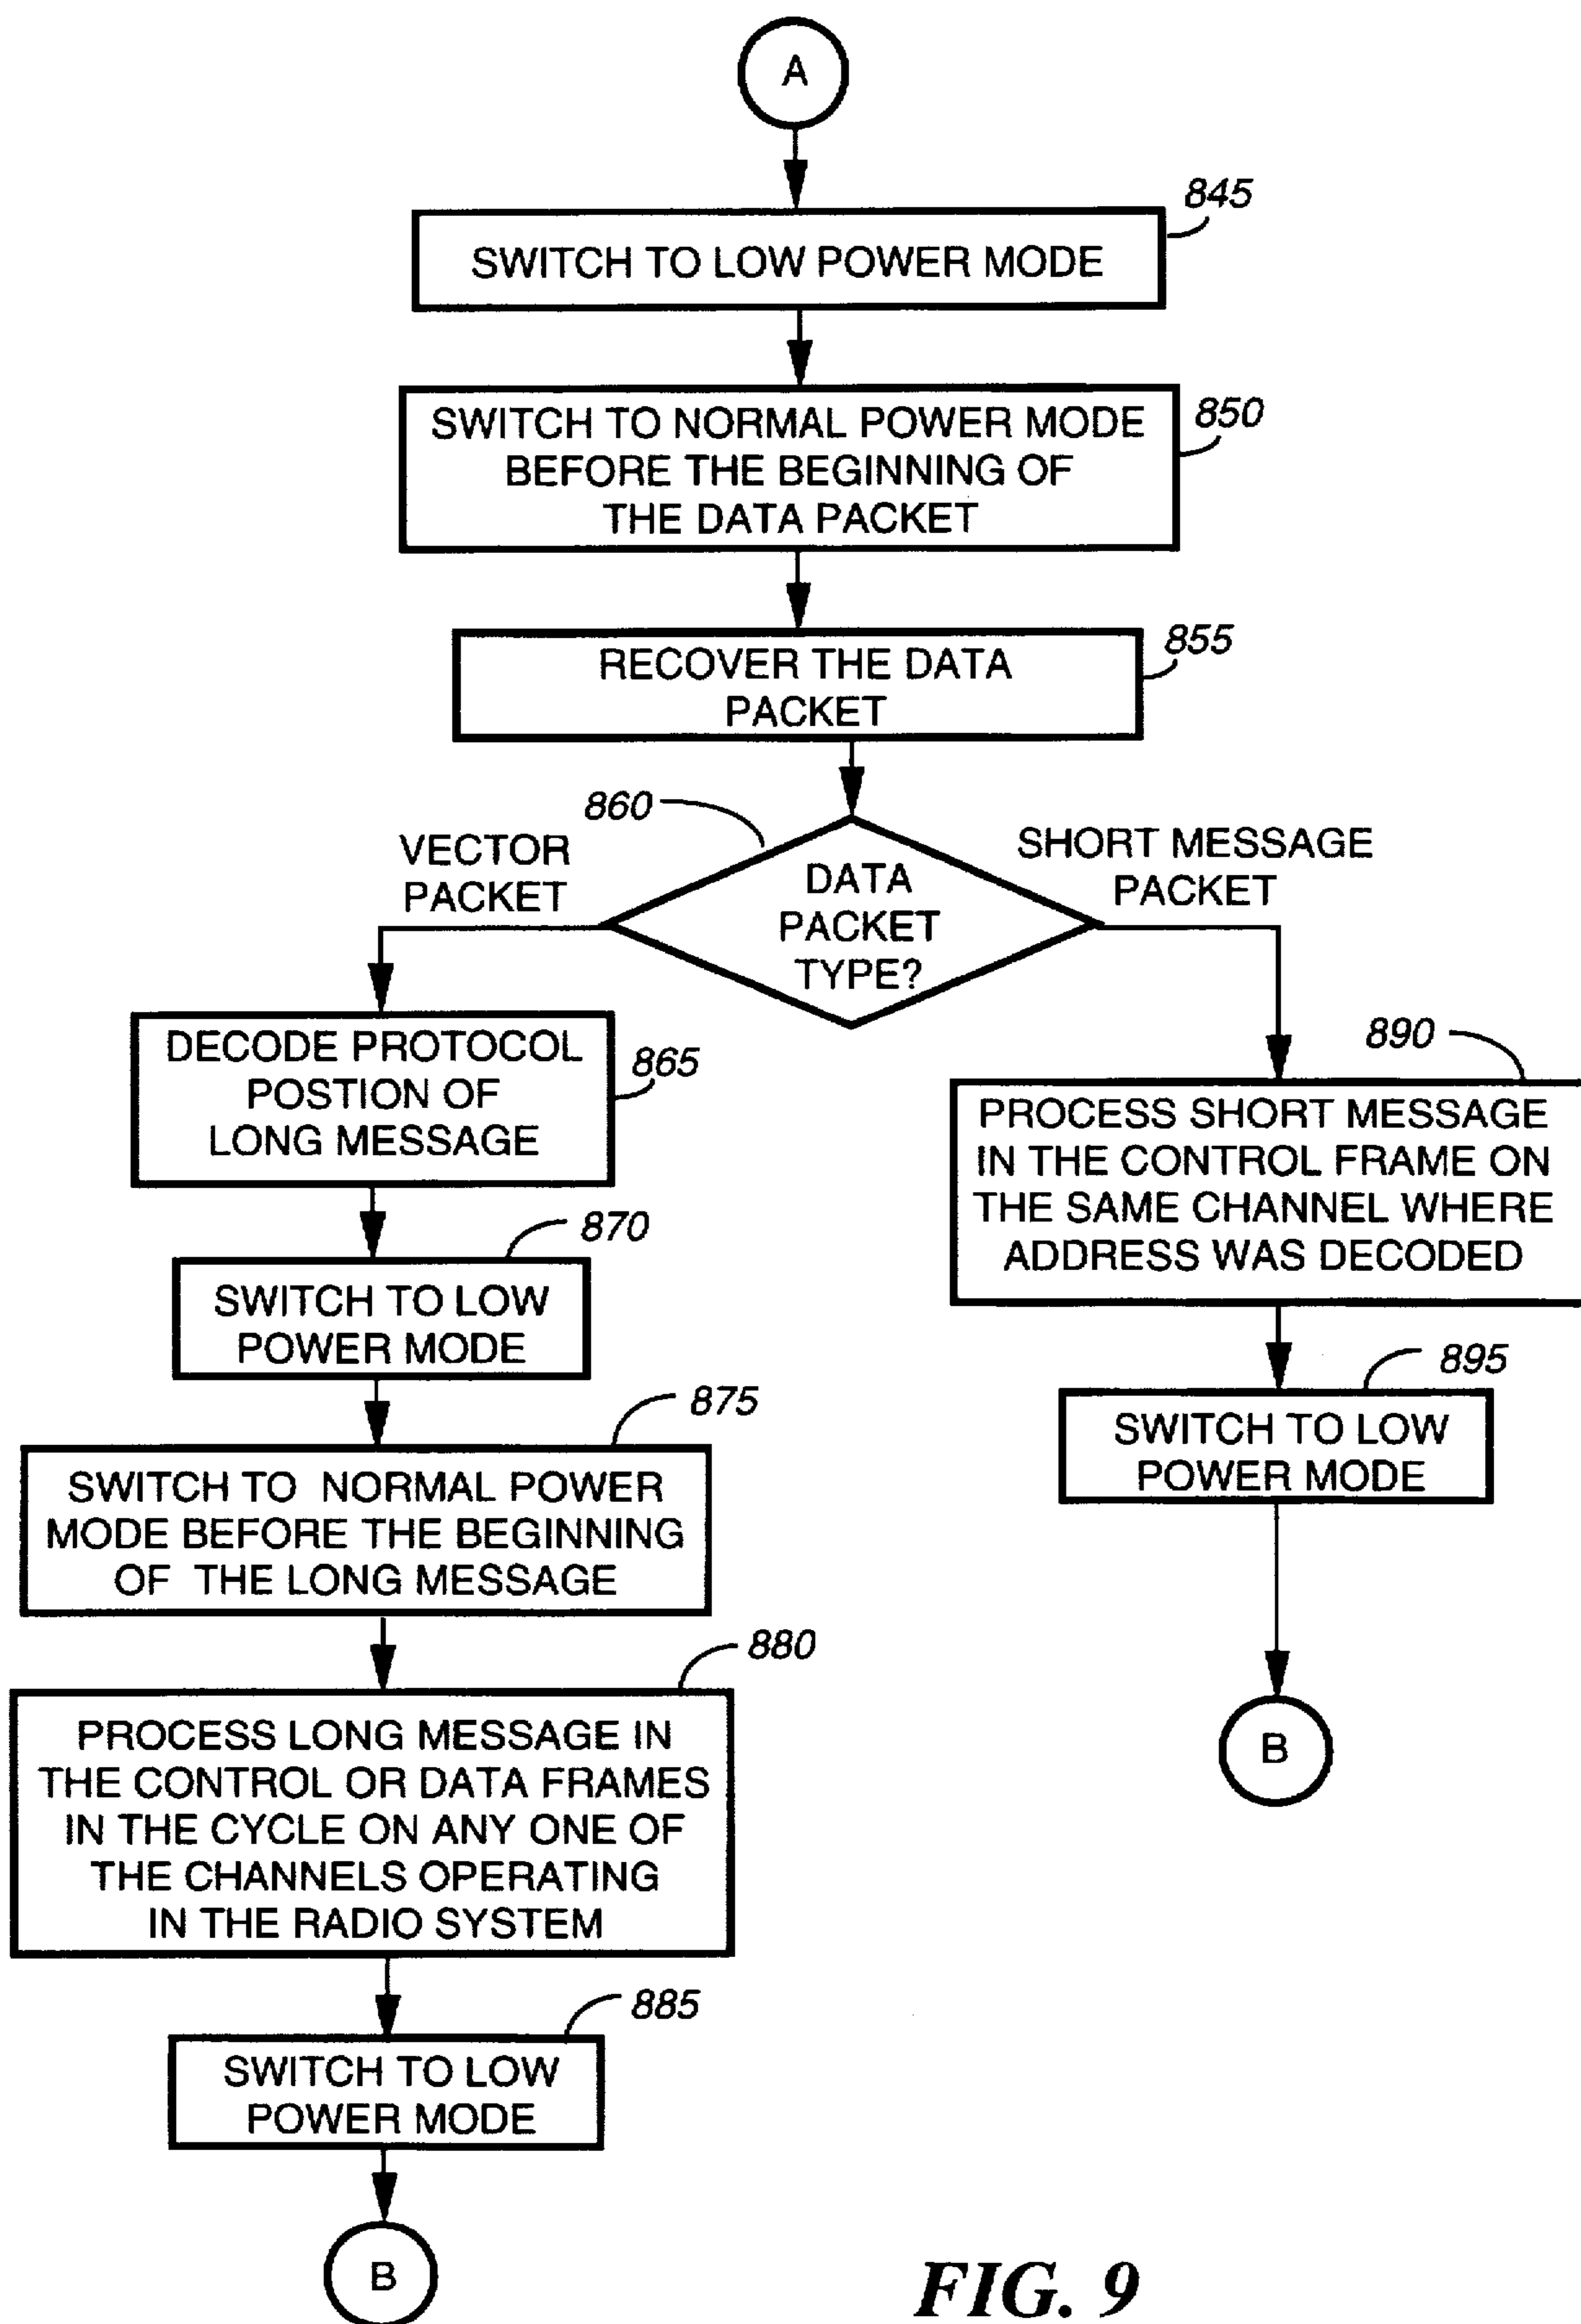 A
845
SWITCH TO LOW POWER MODE
850
SWITCH TO NORMAL POWER MODE
BEFORE THE BEGINNING OF
THE DATA PACKET
855
RECOVER THE DATA
PACKET
860
VECTOR
PACKET
DATA
PACKET
TYPE?
SHORT MESSAGE
PACKET
DECODE PROTOCOL
POSTION OF
LONG MESSAGE
865
870
SWITCH TO LOW
POWER MODE
875
SWITCH TO NORMAL POWER
MODE BEFORE THE BEGINNING
OF THE LONG MESSAGE
880
PROCESS LONG MESSAGE IN
THE CONTROL OR DATA FRAMES
IN THE CYCLE ON ANY ONE OF
THE CHANNELS OPERATING
IN THE RADIO SYSTEM
885
SWITCH TO LOW
POWER MODE
B
890
PROCESS SHORT MESSAGE
IN THE CONTROL FRAME ON
THE SAME CHANNEL WHERE
ADDRESS WAS DECODED
895
SWITCH TO LOW
POWER MODE
B
FIG. 9